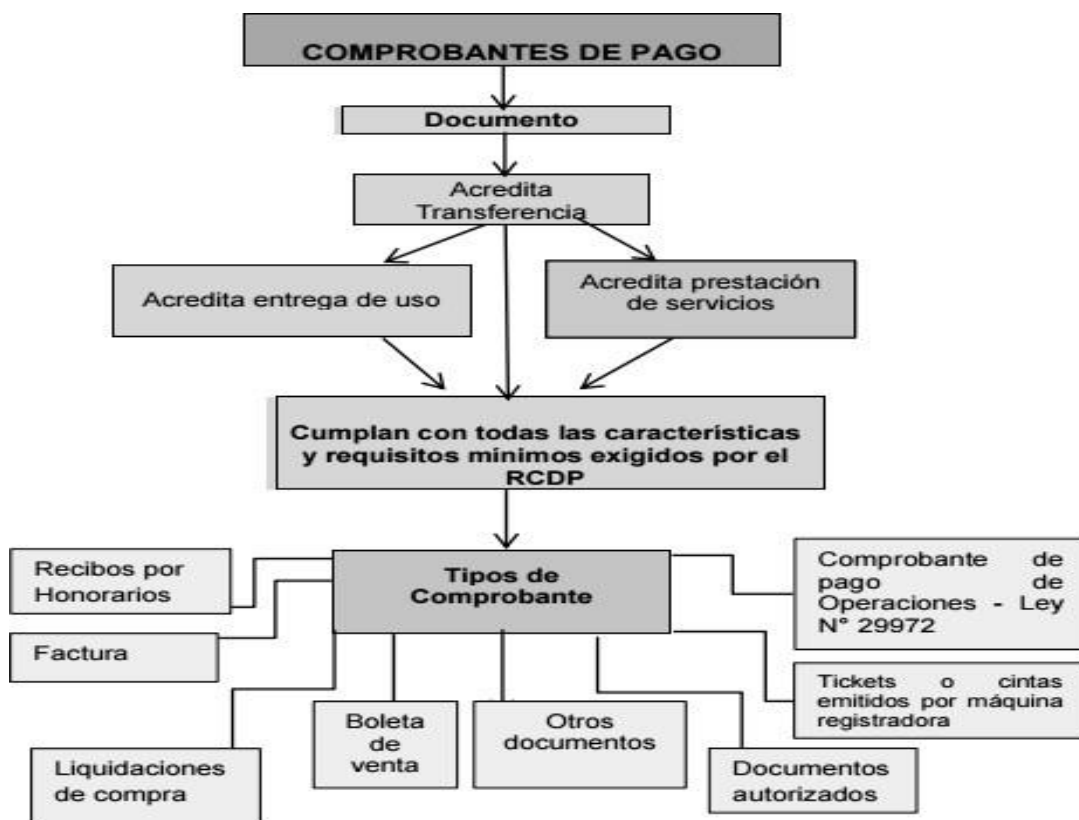 COMPROBANTES DE PAGO
Documento
Acredita
Transferencia
Acredita entrega de uso
Acredita prestación
de servicios
Cumplan con todas las características
y requisitos mínimos exigidos por el
RCDP
Tipos de
Comprobante
Recibos por
Honorarios
Factura
Liquidaciones
de compra
Boleta
de
venta
Otros
documentos
Documentos
autorizados
Tickets o cintas
emitidos por máquina
registradora
Comprobante de
pago de
Operaciones - Ley
N° 29972